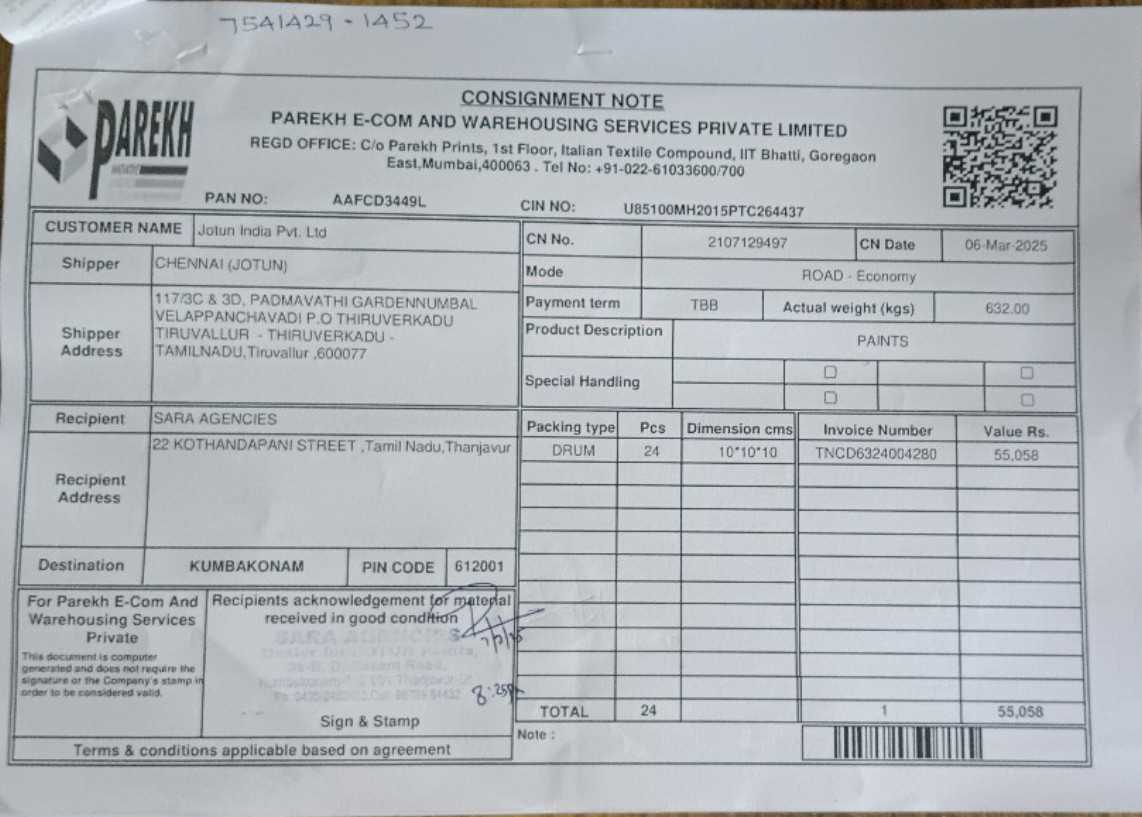 7541429 - 1452
CONSIGNMENT NOTE
PAREKH
PAREKH E-COM AND WAREHOUSING SERVICES PRIVATE LIMITED
REGD OFFICE: C/o Parekh Prints, 1st Floor, Italian Textile Compound, IIT Bhatti, Goregaon
East,Mumbai,400063 . Tel No: +91-022-61033600/700
PAN NO: AAFCD3449L CIN NO: U85100MH2015PTC264437
CUSTOMER NAME Jotun India Pvt. Ltd
Shipper CHENNAI (JOTUN)
Shipper Address
117/3C & 3D, PADMAVATHI GARDENNUMBAL
VELAPPANCHAVADI P.O THIRUVERKADU
TIRUVALLUR - THIRUVERKADU -
TAMILNADU,Tiruvallur ,600077
Recipient SARA AGENCIES
Recipient Address
22 KOTHANDAPANI STREET ,Tamil Nadu,Thanjavur
Destination KUMBAKONAM PIN CODE 612001
CN No. 2107129497 CN Date 06-Mar-2025
Mode ROAD - Economy
Payment term TBB Actual weight (kgs) 632.00
Product Description PAINTS
Special Handling
Packing type Pcs Dimension cms Invoice Number Value Rs.
DRUM 24 10*10*10 TNCD6324004280 55,058
TOTAL 24 1 55,058
Note :
For Parekh E-Com And
Warehousing Services
Private
This document is computer
generated and does not require the
signature or the Company's stamp in
order to be considered valid.
Recipients acknowledgement for material
received in good condition
SARA AGENCIES
Sign & Stamp
Terms & conditions applicable based on agreement